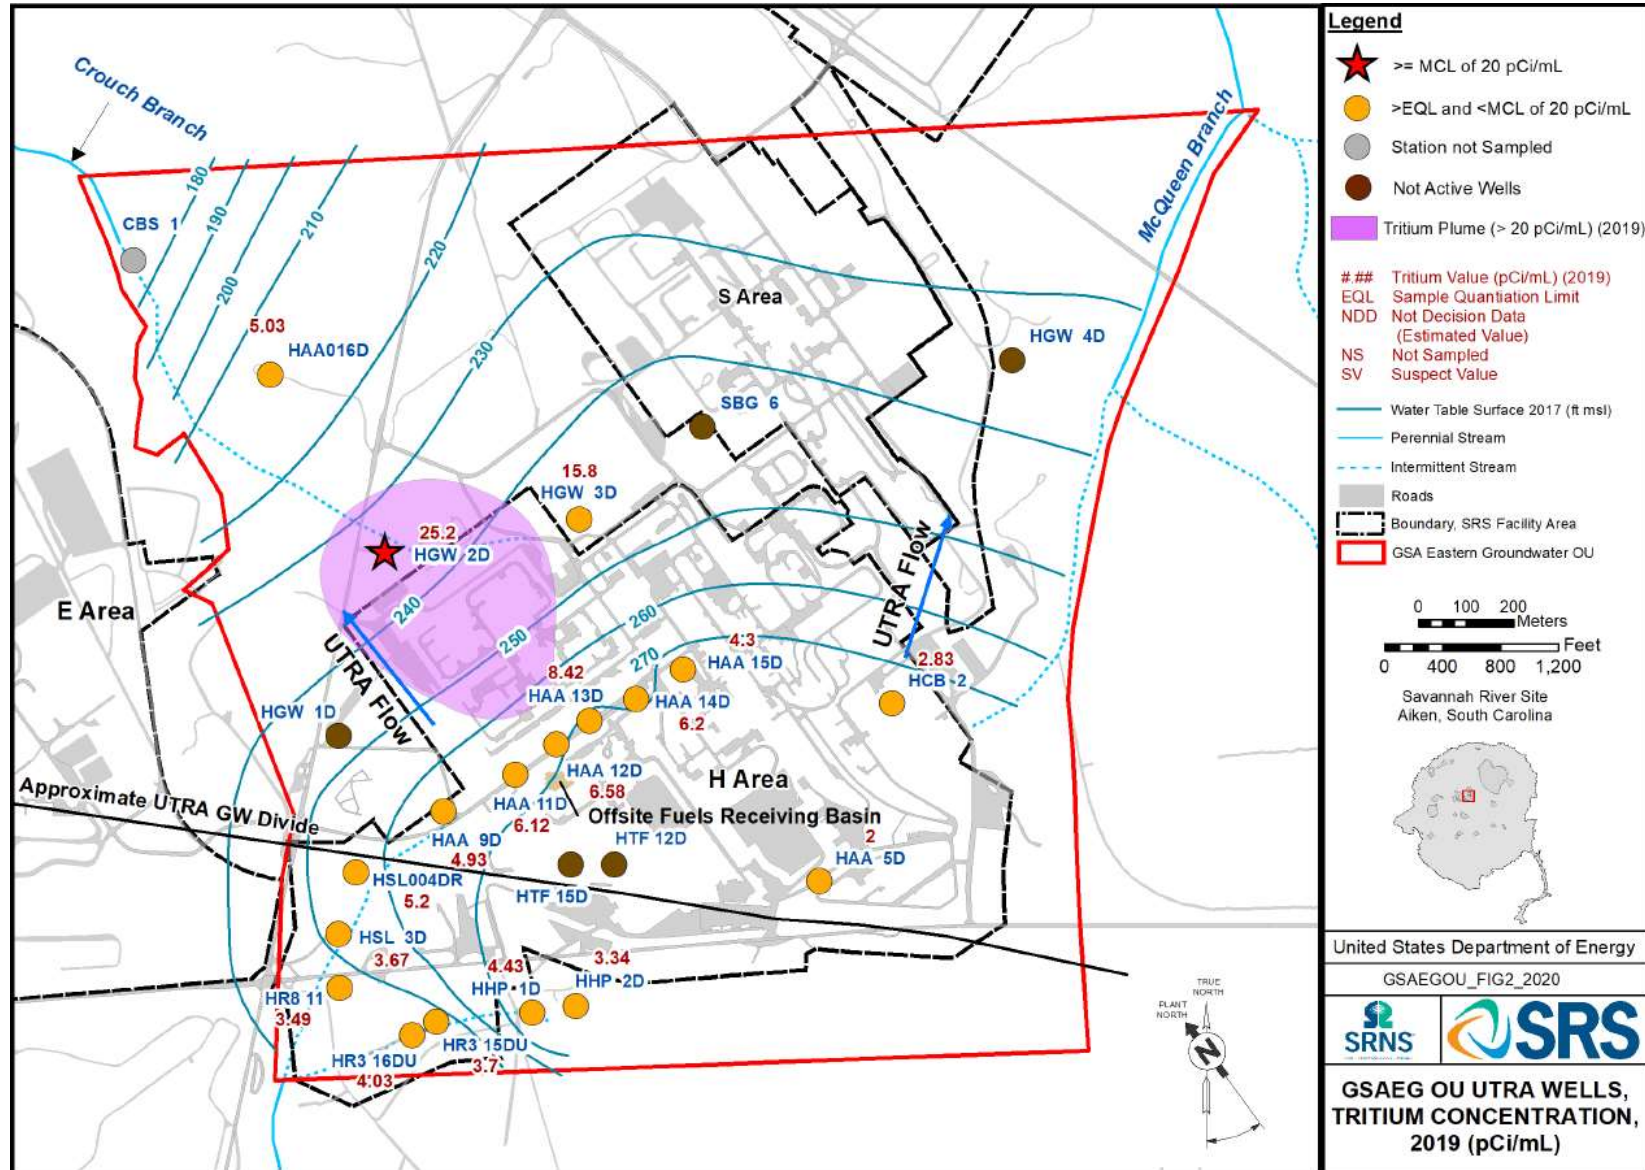 Crouch Branch
CBS 1
180
190
200
210
220
230
5.03
HAA016D
McQueen Branch
S Area
HGW 4D
SBG 6
15.8
HGW 3D
25.2
HGW 2D
E Area
240
250
260
270
UTRA Flow
UTRA Flow
HGW 1D
8.42
HAA 13D
4.3
HAA 15D
HAA 14D
6.2
2.83
HCB 2
HAA 12D
6.58
H Area
HAA 11D
6.12
Offsite Fuels Receiving Basin
Approximate UTRA GW Divide
HAA 9D
4.93
HTF 12D
HTF 15D
2
HAA 5D
HSL004DR
5.2
HSL 3D
3.67
HR8 11
3.49
4.43
HHP 1D
3.34
HHP 2D
HR3 16DU
4.03
HR3 15DU
3.7
TRUE
NORTH
PLANT
NORTH
N
Legend
>= MCL of 20 pCi/mL
>EQL and <MCL of 20 pCi/mL
Station not Sampled
Not Active Wells
Tritium Plume (> 20 pCi/mL) (2019)
#.## Tritium Value (pCi/mL) (2019)
EQL Sample Quantiation Limit
NDD Not Decision Data
(Estimated Value)
NS Not Sampled
SV Suspect Value
Water Table Surface 2017 (ft msl)
Perennial Stream
Intermittent Stream
Roads
Boundary, SRS Facility Area
GSA Eastern Groundwater OU
0 100 200
Meters
Feet
0 400 800 1,200
Savannah River Site
Aiken, South Carolina
United States Department of Energy
GSAEGOU_FIG2_2020
SRNS
SRS
GSAEG OU UTRA WELLS,
TRITIUM CONCENTRATION,
2019 (pCi/mL)